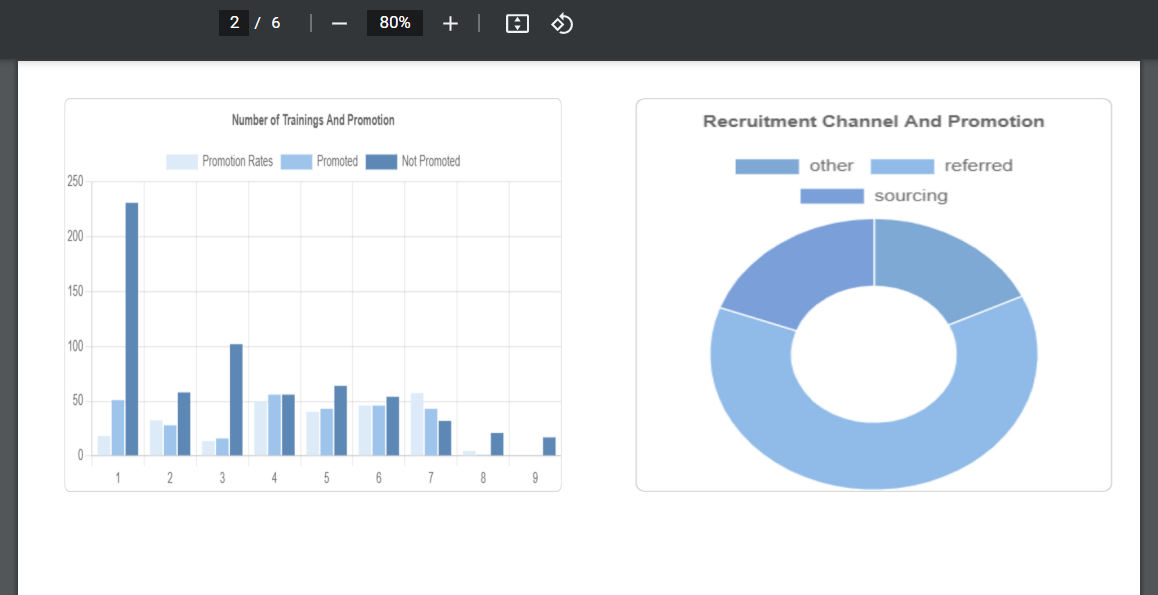 2 / 6 80%
Number of Trainings And Promotion
Promotion Rates Promoted Not Promoted
250
200
150
100
50
0
1 2 3 4 5 6 7 8 9
Recruitment Channel And Promotion
other referred
sourcing